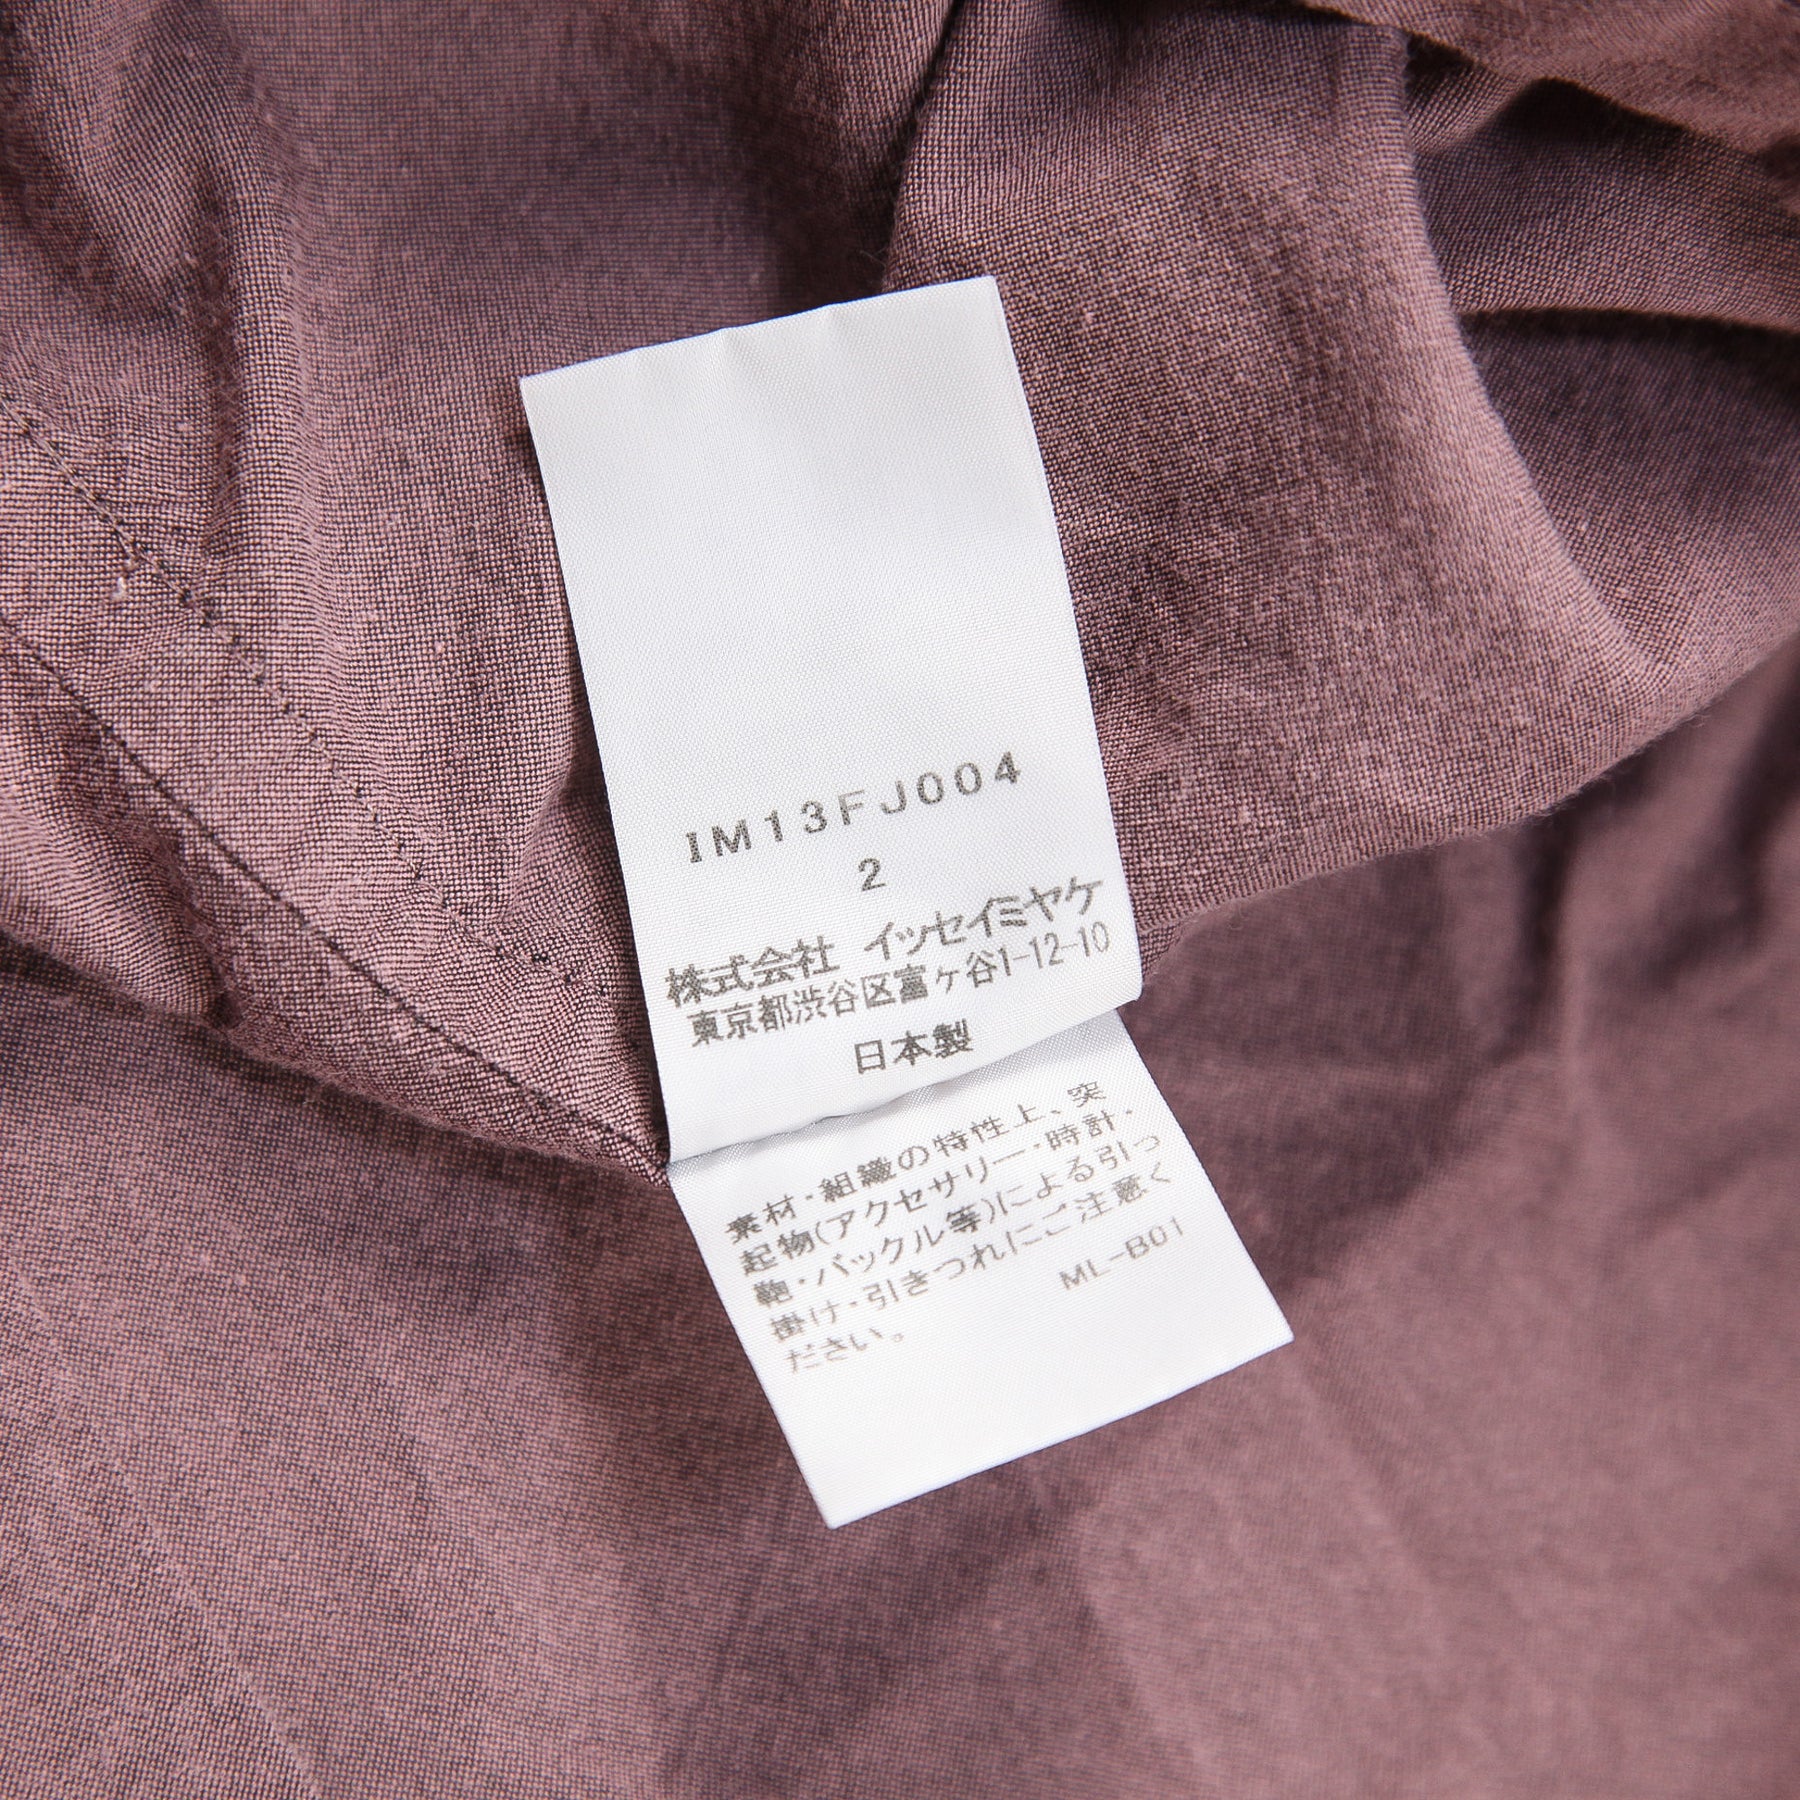 IM13FJ004
2
株式会社 イッセイミヤケ
東京都渋谷区富ヶ谷1-12-10
日本製
素材・組織の特性上、突
起物(アクセサリー・時計・
鞄・バックル等)による引っ
掛け・引きつれにご注意く
ださい。
ML-B01